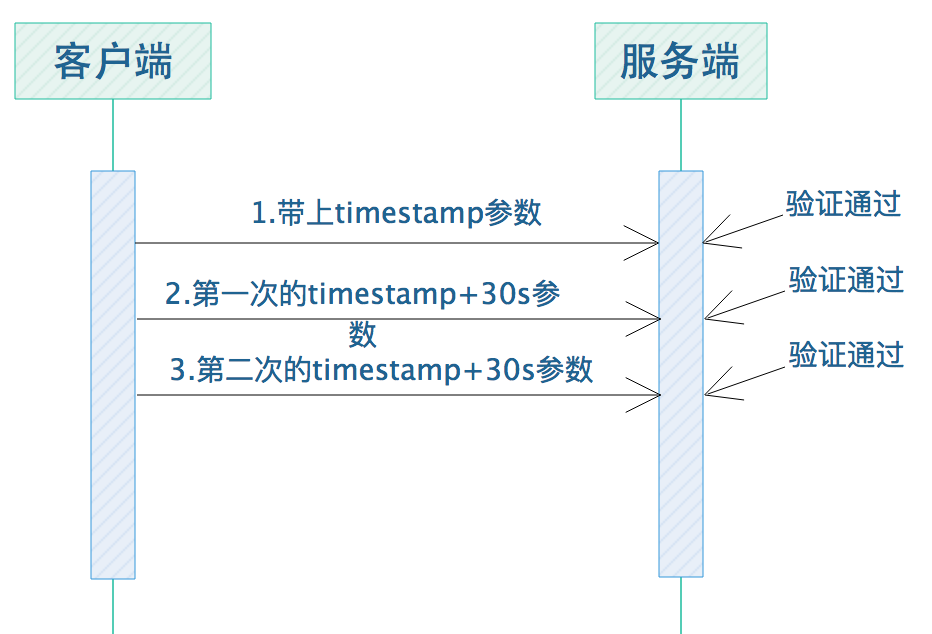 客户端
服务端
1.带上timestamp参数
验证通过
2.第一次的timestamp+30s参
数
验证通过
3.第二次的timestamp+30s参数
验证通过